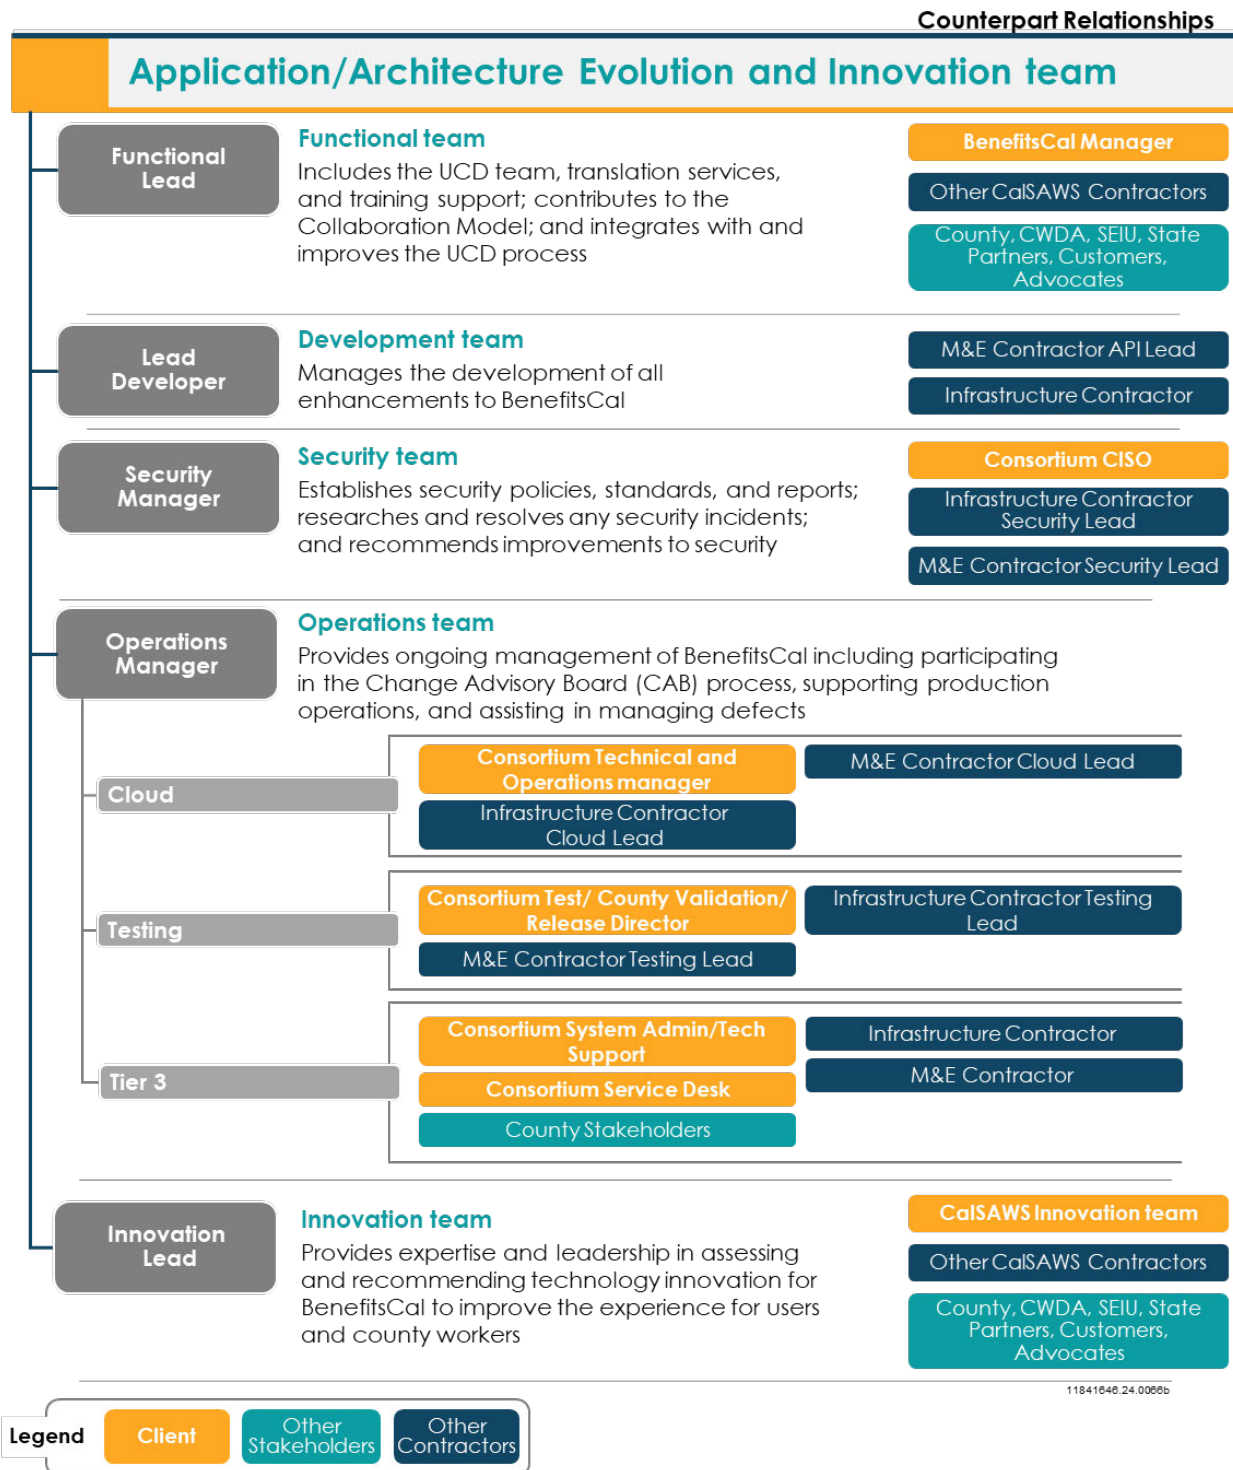 Counterpart Relationships
Application/Architecture Evolution and Innovation team
Functional
Lead
Functional team
Includes the UCD team, translation services,
and training support; contributes to the
Collaboration Model; and integrates with and
improves the UCD process
BenefitsCal Manager
Other CalSAWS Contractors
County, CWDA, SEIU, State
Partners, Customers,
Advocates
Lead
Developer
Development team
Manages the development of all
enhancements to BenefitsCal
M&E Contractor API Lead
Infrastructure Contractor
Security
Manager
Security team
Establishes security policies, standards, and reports;
researches and resolves any security incidents;
and recommends improvements to security
Consortium CISO
Infrastructure Contractor
Security Lead
M&E Contractor Security Lead
Operations
Manager
Operations team
Provides ongoing management of BenefitsCal including participating
in the Change Advisory Board (CAB) process, supporting production
operations, and assisting in managing defects
Cloud
Consortium Technical and
Operations manager
Infrastructure Contractor
Cloud Lead
M&E Contractor Cloud Lead
Testing
Consortium Test/ County Validation/
Release Director
M&E Contractor Testing Lead
Infrastructure Contractor Testing
Lead
Tier 3
Consortium System Admin/Tech
Support
Consortium Service Desk
County Stakeholders
Infrastructure Contractor
M&E Contractor
Innovation
Lead
Innovation team
Provides expertise and leadership in assessing
and recommending technology innovation for
BenefitsCal to improve the experience for users
and county workers
CalSAWS Innovation team
Other CalSAWS Contractors
County, CWDA, SEIU, State
Partners, Customers,
Advocates
11841646.24.0066b
Legend
Client
Other
Stakeholders
Other
Contractors